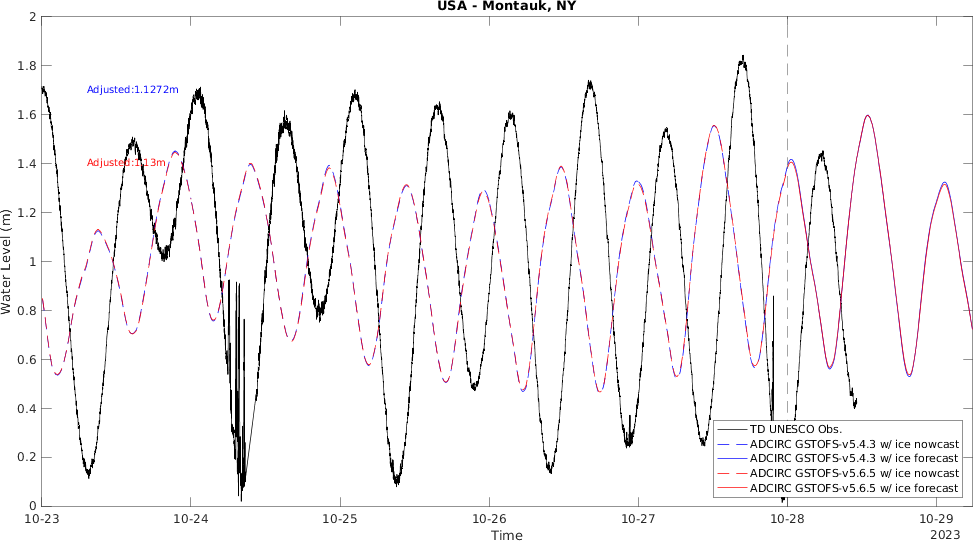 USA - Montauk, NY
2
1.8
1.6
1.4
1.2
1
0.8
0.6
0.4
0.2
0
Water Level (m)
Adjusted:1.1272m
Adjusted:1.13m
TD UNESCO Obs.
ADCIRC GSTOFS-v5.4.3 w/ ice nowcast
ADCIRC GSTOFS-v5.4.3 w/ ice forecast
ADCIRC GSTOFS-v5.6.5 w/ ice nowcast
ADCIRC GSTOFS-v5.6.5 w/ ice forecast
10-23 10-24 10-25 10-26 10-27 10-28 10-29
Time 2023